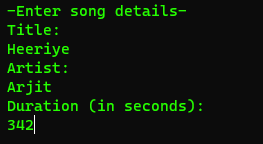 -Enter song details-
Title:
Heeriye
Artist:
Arjit
Duration (in seconds):
342